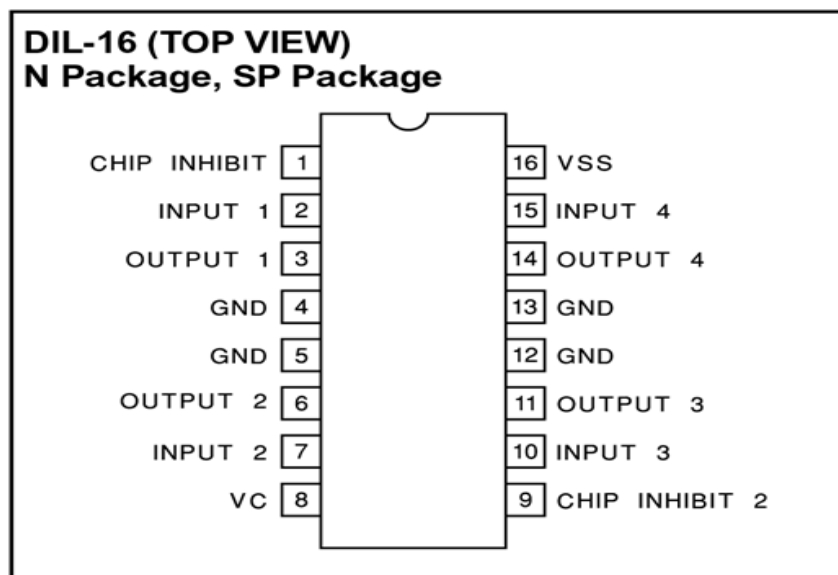 DIL-16 (TOP VIEW)
N Package, SP Package
CHIP INHIBIT 1 16 VSS
INPUT 1 2 15 INPUT 4
OUTPUT 1 3 14 OUTPUT 4
GND 4 13 GND
GND 5 12 GND
OUTPUT 2 6 11 OUTPUT 3
INPUT 2 7 10 INPUT 3
VC 8 9 CHIP INHIBIT 2